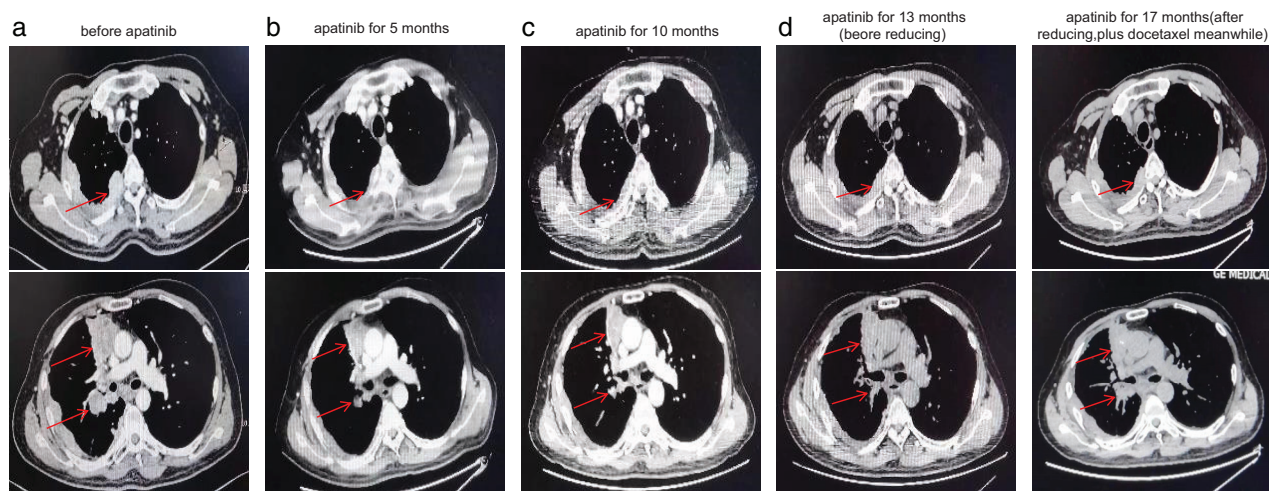 a
before apatinib
b
apatinib for 5 months
c
apatinib for 10 months
d
apatinib for 13 months
(beore reducing)
apatinib for 17 months(after
reducing,plus docetaxel meanwhile)
GE MEDICAL